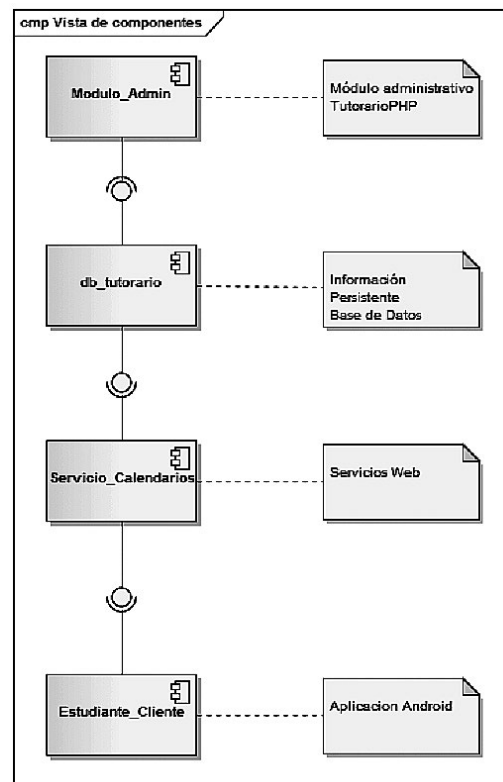 cmp Vista de componentes
Modulo_Admin
Módulo administrativo
TutorarioPHP
db_tutorario
Información
Persistente
Base de Datos
Servicio_Calendarios
Servicios Web
Estudiante_Cliente
Aplicacion Android